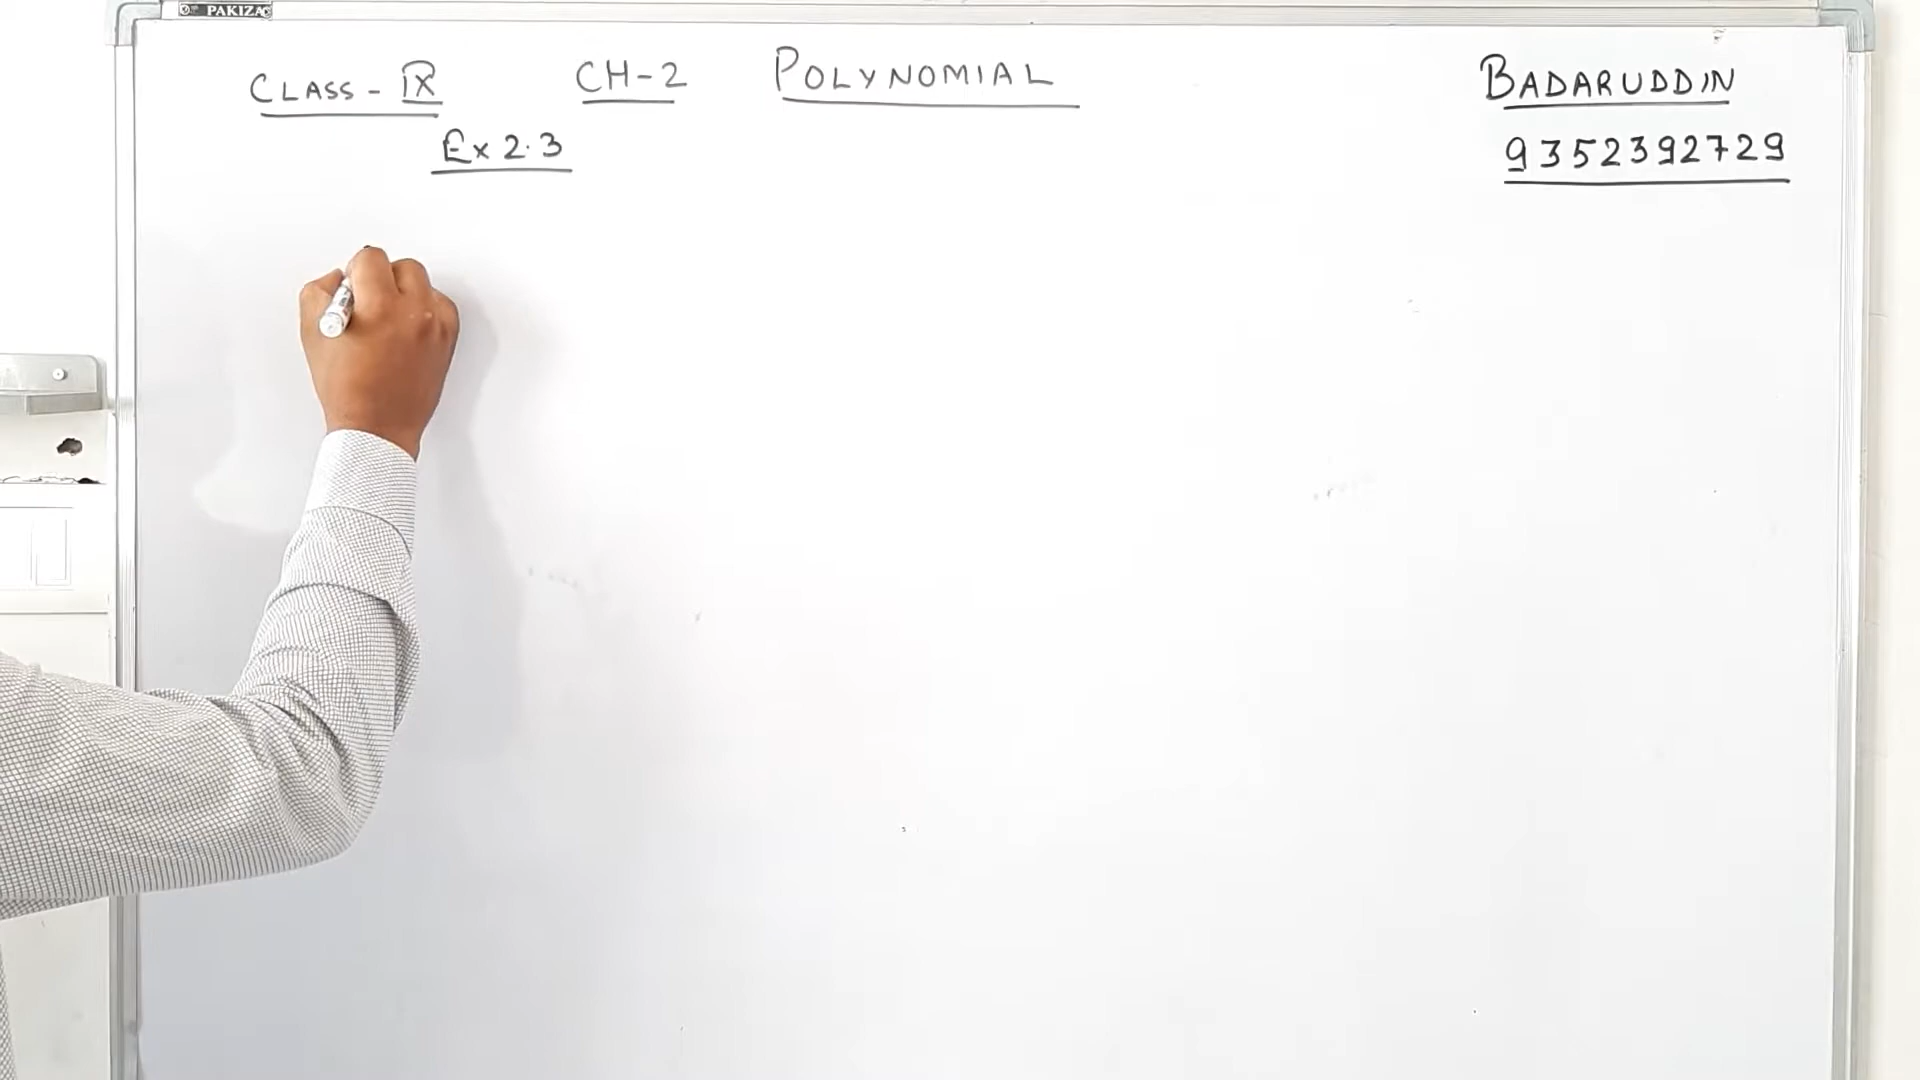 PAKIZA
CLASS - IX CH-2 POLYNOMIAL
Ex 2.3
BADARUDDIN
9352392729